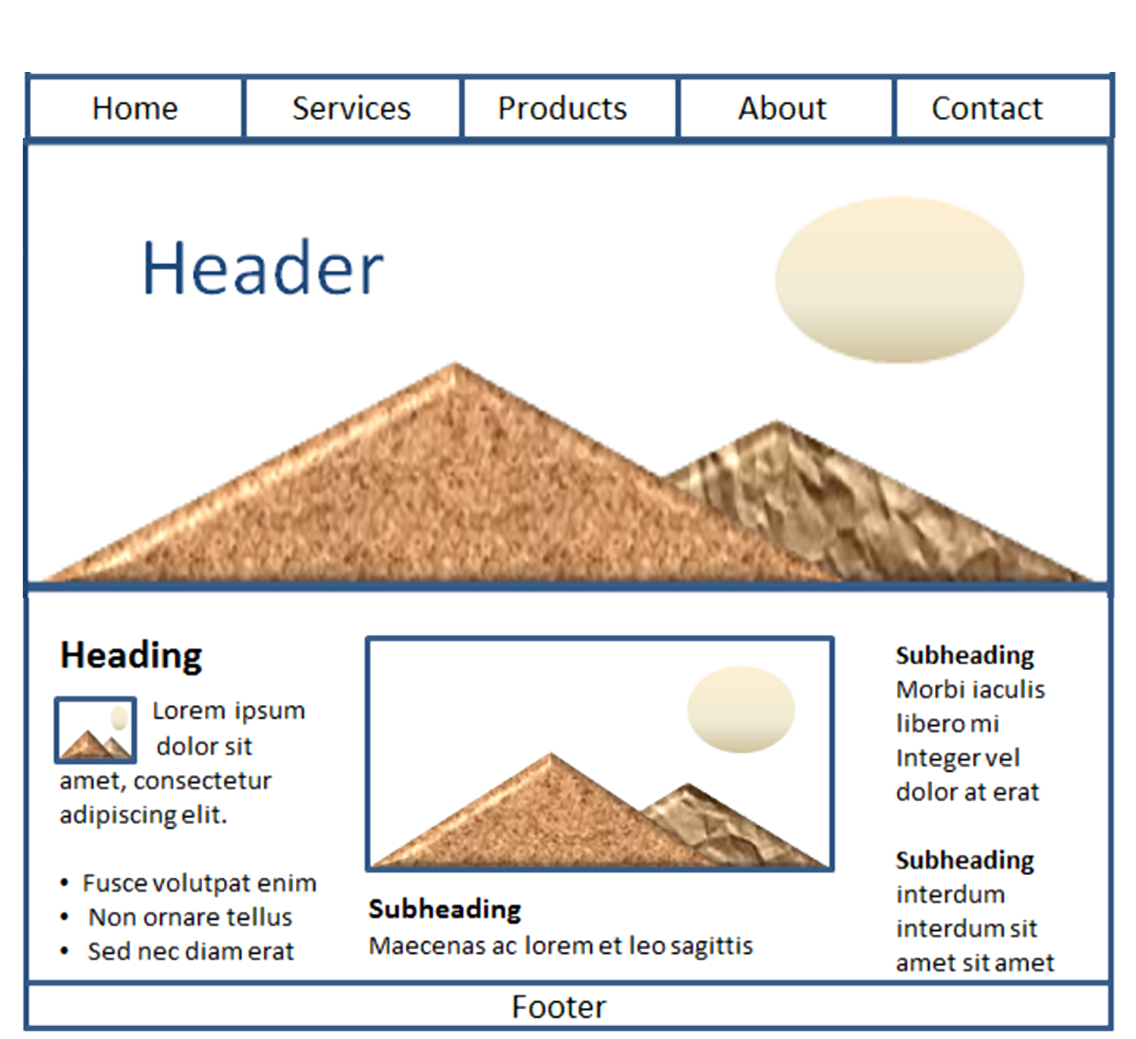 Home Services Products About Contact
Header
Heading
Lorem ipsum
dolor sit
amet, consectetur
adipiscing elit.
• Fusce volutpat enim
• Non ornare tellus
• Sed nec diam erat
Subheading
Maecenas ac lorem et leo sagittis
Subheading
Morbi iaculis
libero mi
Integer vel
dolor at erat
Subheading
interdum
interdum sit
amet sit amet
Footer